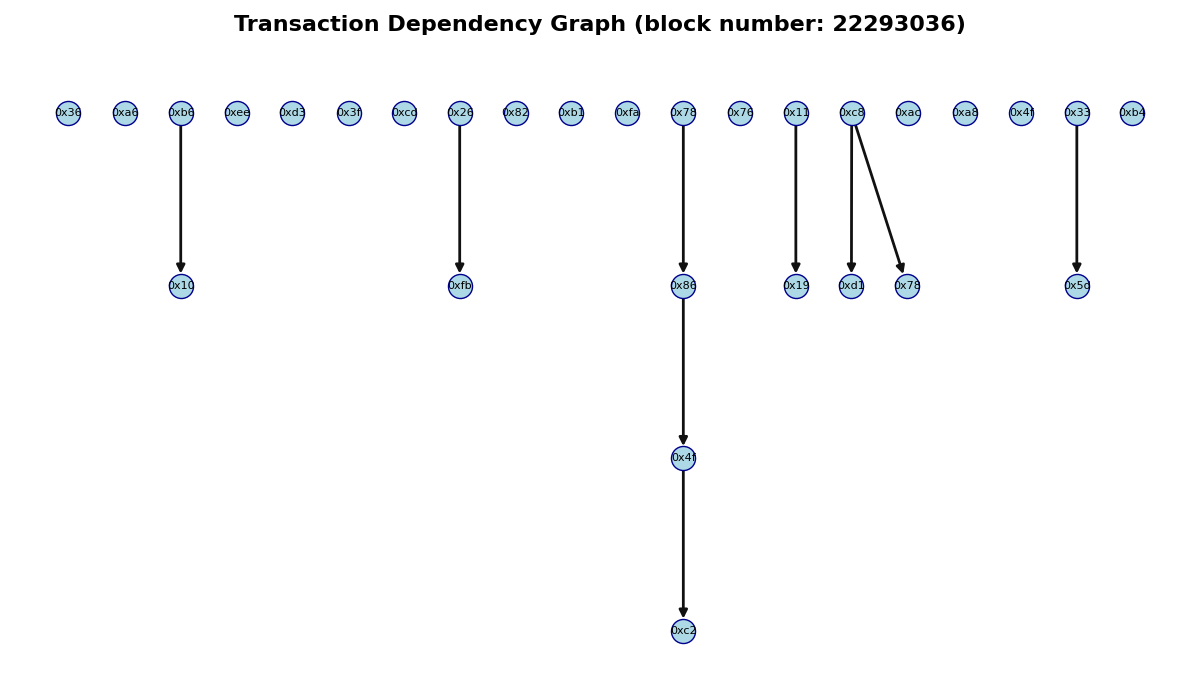 Transaction Dependency Graph (block number: 22293036)
0x36 0xa6 0xb6 0xee 0xd3 0x3f 0xcd 0x26 0x82 0xb1 0xfa 0x78 0x76 0x11 0xc8 0xac 0xa8 0x4f 0x33 0xb4
0x10 0xfb 0x86 0x19 0xd1 0x78 0x5d
0x4f
0xc2